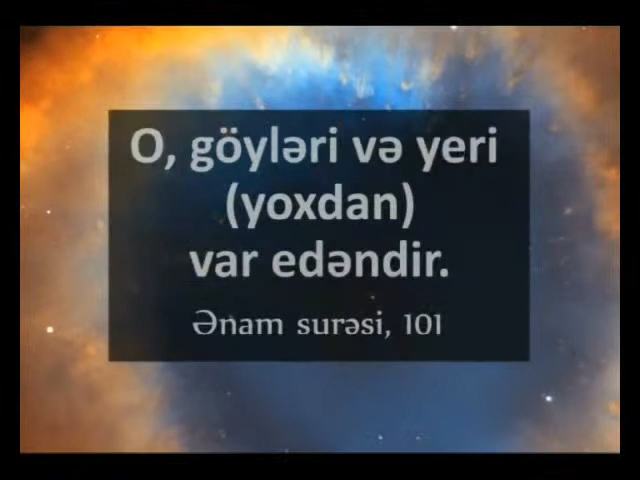 O, göyləri və yeri
(yoxdan)
var edəndir.
Ənam surəsi, 101